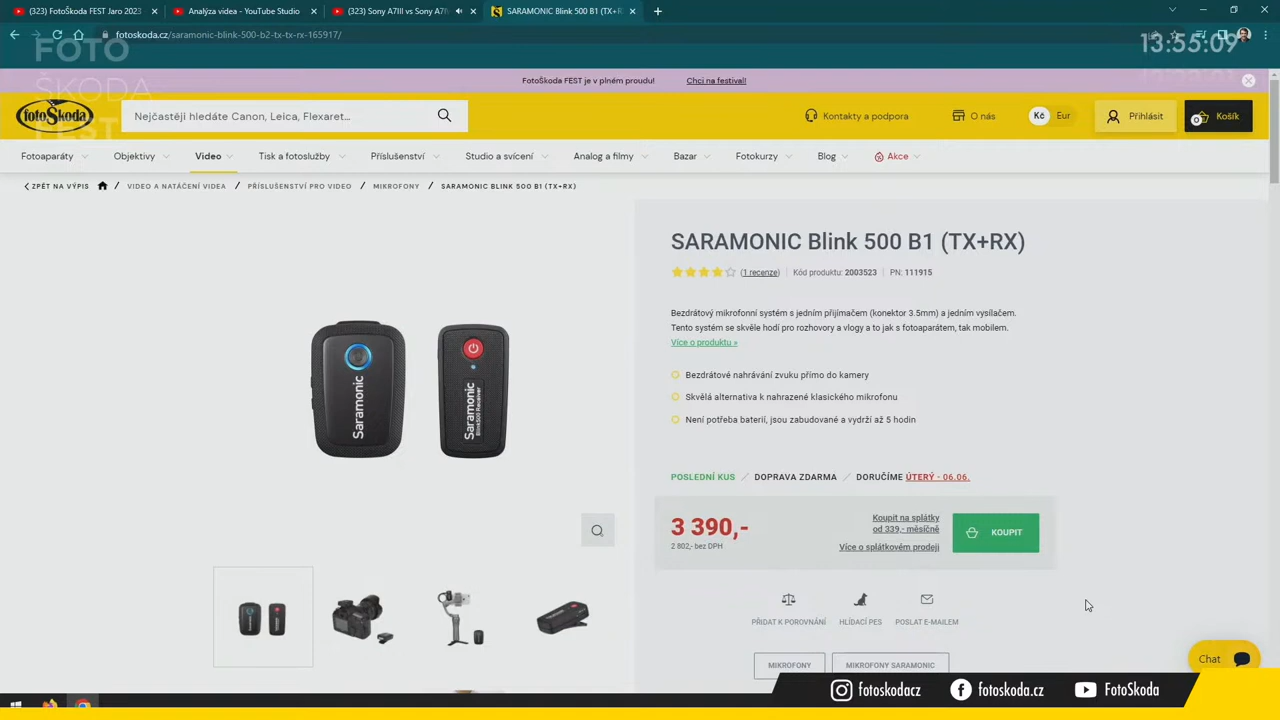 (323) FotoŠkoda FEST Jaro 2023
Analýza videa - YouTube Studio
(323) Sony A7III vs Sony A7I
SARAMONIC Blink 500 B1 (TX+R
fotoskoda.cz/saramonic-blink-500-b2-tx-tx-rx-165917/
13:55:09
FOTO
ŠKODA
FEST
FotoŠkoda FEST je v plném proudu!
Chci na festival!
fotoŠkoda
Nejčastěji hledáte Canon, Leica, Flexaret...
Kontakty a podpora
O nás
Kč
Eur
Přihlásit
0
Košík
Fotoaparáty
Objektivy
Video
Tisk a fotoslužby
Příslušenství
Studio a svícení
Analog a filmy
Bazar
Fotokurzy
Blog
Akce
ZPĚT NA VÝPIS / VIDEO A NATÁČENÍ VIDEA / PŘÍSLUŠENSTVÍ PRO VIDEO / MIKROFONY / SARAMONIC BLINK 500 B1 (TX+RX)
SARAMONIC Blink 500 B1 (TX+RX)
(1 recenze)
Kód produktu: 2003523
PN: 111915
Bezdrátový mikrofonní systém s jedním přijímačem (konektor 3.5mm) a jedním vysílačem.
Tento systém se skvěle hodí pro rozhovory a vlogy a to jak s fotoaparátem, tak mobilem.
Více o produktu »
Bezdrátové nahrávání zvuku přímo do kamery
Skvělá alternativa k nahrazené klasického mikrofonu
Není potřeba baterií, jsou zabudované a vydrží až 5 hodin
Saramonic
Saramonic
Blink500 Receiver
POSLEDNÍ KUS / DOPRAVA ZDARMA / DORUČÍME ÚTERÝ - 06.06.
3 390,-
2 802,- bez DPH
Koupit na splátky
od 339,- měsíčně
Více o splátkovém prodeji
KOUPIT
PŘIDAT K POROVNÁNÍ
HLÍDACÍ PES
POSLAT E-MAILEM
MIKROFONY
MIKROFONY SARAMONIC
Chat
fotoskodacz
fotoskoda.cz
FotoSkoda